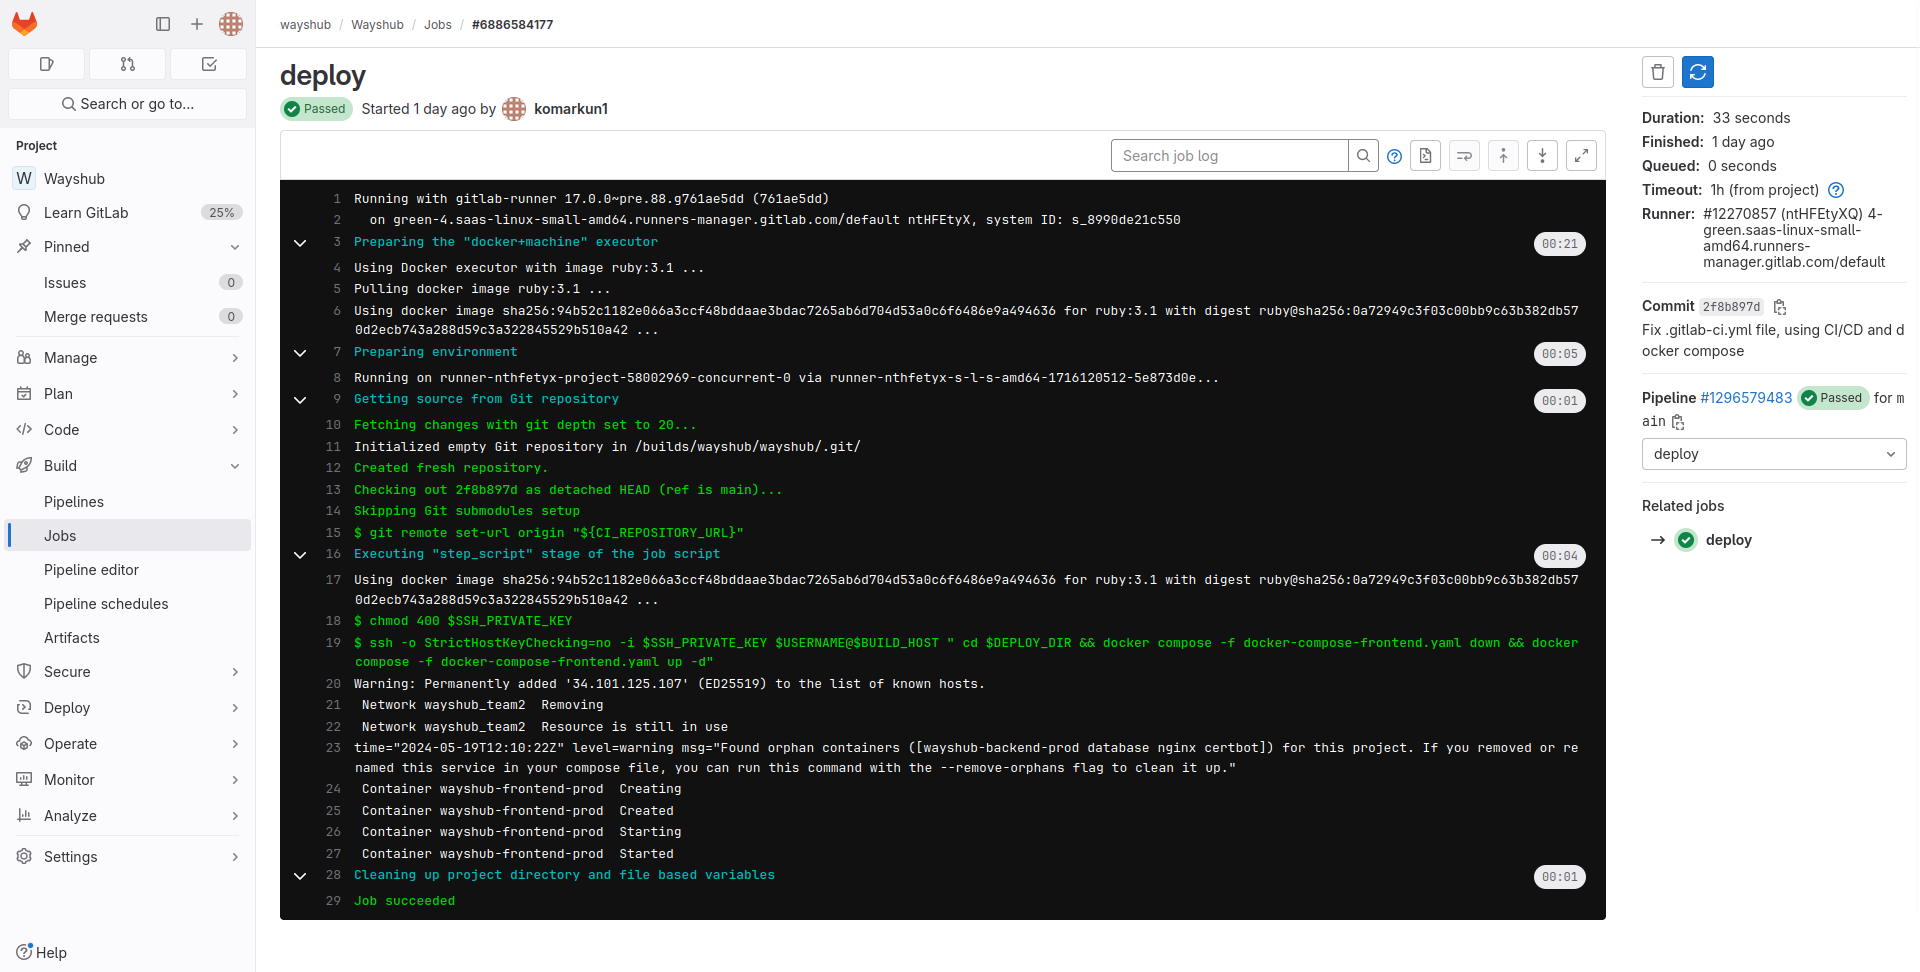 wayshub / Wayshub / Jobs / #6886584177
Search or go to...
Project
W Wayshub
Learn GitLab 25%
Pinned
Issues 0
Merge requests 0
Manage
Plan
Code
Build
Pipelines
Jobs
Pipeline editor
Pipeline schedules
Artifacts
Secure
Deploy
Operate
Monitor
Analyze
Settings
Help
deploy
Passed Started 1 day ago by komarkun1
Search job log
1 Running with gitlab-runner 17.0.0~pre.88.g761ae5dd (761ae5dd)
2 on green-4.saas-linux-small-amd64.runners-manager.gitlab.com/default ntHFEtyX, system ID: s_8990de21c550
3 Preparing the "docker+machine" executor 00:21
4 Using Docker executor with image ruby:3.1 ...
5 Pulling docker image ruby:3.1 ...
6 Using docker image sha256:94b52c1182e066a3ccf48bddaae3bdac7265ab6d704d53a0c6f6486e9a494636 for ruby:3.1 with digest ruby@sha256:0a72949c3f03c00bb9c63b382db57
0d2ecb743a288d59c3a322845529b510a42 ...
7 Preparing environment 00:05
8 Running on runner-nthfetyx-project-58002969-concurrent-0 via runner-nthfetyx-s-l-s-amd64-1716120512-5e873d0e...
9 Getting source from Git repository 00:01
10 Fetching changes with git depth set to 20...
11 Initialized empty Git repository in /builds/wayshub/wayshub/.git/
12 Created fresh repository.
13 Checking out 2f8b897d as detached HEAD (ref is main)...
14 Skipping Git submodules setup
15 $ git remote set-url origin "${CI_REPOSITORY_URL}"
16 Executing "step_script" stage of the job script 00:04
17 Using docker image sha256:94b52c1182e066a3ccf48bddaae3bdac7265ab6d704d53a0c6f6486e9a494636 for ruby:3.1 with digest ruby@sha256:0a72949c3f03c00bb9c63b382db57
0d2ecb743a288d59c3a322845529b510a42 ...
18 $ chmod 400 $SSH_PRIVATE_KEY
19 $ ssh -o StrictHostKeyChecking=no -i $SSH_PRIVATE_KEY $USERNAME@$BUILD_HOST " cd $DEPLOY_DIR && docker compose -f docker-compose-frontend.yaml down && docker
compose -f docker-compose-frontend.yaml up -d"
20 Warning: Permanently added '34.101.125.107' (ED25519) to the list of known hosts.
21 Network wayshub_team2 Removing
22 Network wayshub_team2 Resource is still in use
23 time="2024-05-19T12:10:22Z" level=warning msg="Found orphan containers ([wayshub-backend-prod database nginx certbot]) for this project. If you removed or re
named this service in your compose file, you can run this command with the --remove-orphans flag to clean it up."
24 Container wayshub-frontend-prod Creating
25 Container wayshub-frontend-prod Created
26 Container wayshub-frontend-prod Starting
27 Container wayshub-frontend-prod Started
28 Cleaning up project directory and file based variables 00:01
29 Job succeeded
Duration: 33 seconds
Finished: 1 day ago
Queued: 0 seconds
Timeout: 1h (from project)
Runner: #12270857 (ntHFEtyXQ) 4-
green.saas-linux-small-
amd64.runners-
manager.gitlab.com/default
Commit 2f8b897d
Fix .gitlab-ci.yml file, using CI/CD and d
ocker compose
Pipeline #1296579483 Passed for m
ain
deploy
Related jobs
deploy